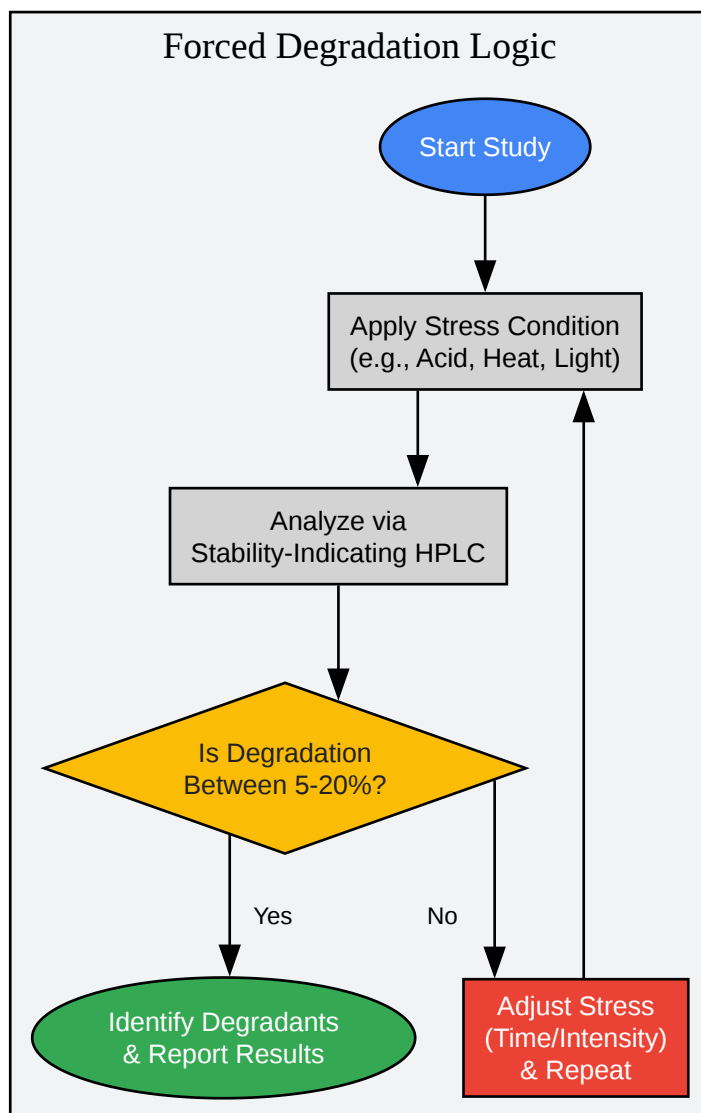 Forced Degradation Logic
Start Study
Apply Stress Condition
(e.g., Acid, Heat, Light)
Analyze via
Stability-Indicating HPLC
Is Degradation
Between 5-20%?
Yes
No
Identify Degradants
& Report Results
Adjust Stress
(Time/Intensity)
& Repeat